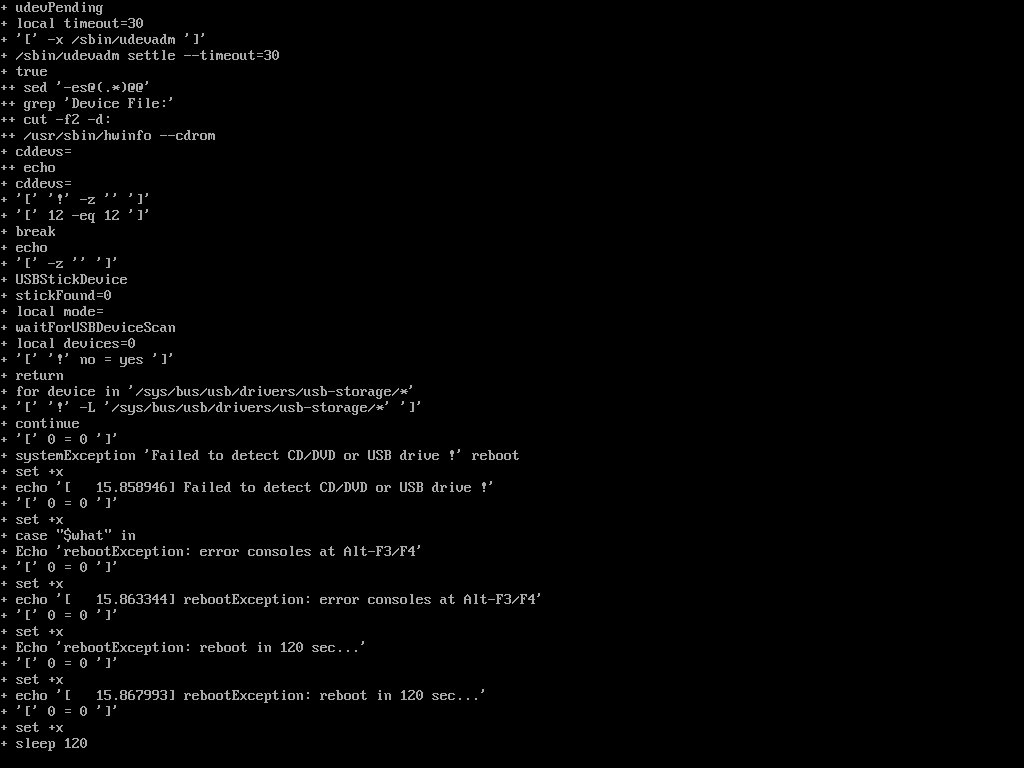 + udevPending
+ local timeout=30
+ '[' -x /sbin/udevadm ']'
+ /sbin/udevadm settle --timeout=30
+ true
++ sed '-es@(.*)@@'
++ grep 'Device File:'
++ cut -f2 -d:
++ /usr/sbin/hwinfo --cdrom
+ cddevs=
++ echo
+ cddevs=
+ '[' '!' -z '' ']'
+ '[' 12 -eq 12 ']'
+ break
+ echo
+ '[' -z '' ']'
+ USBStickDevice
+ stickFound=0
+ local mode=
+ waitForUSBDeviceScan
+ local devices=0
+ '[' '!' no = yes ']'
+ return
+ for device in '/sys/bus/usb/drivers/usb-storage/*'
+ '[' '!' -L '/sys/bus/usb/drivers/usb-storage/*' ']'
+ continue
+ '[' 0 = 0 ']'
+ systemException 'Failed to detect CD/DVD or USB drive !' reboot
+ set +x
+ echo '[   15.858946] Failed to detect CD/DVD or USB drive !'
+ '[' 0 = 0 ']'
+ set +x
+ case "$what" in
+ Echo 'rebootException: error consoles at Alt-F3/F4'
+ '[' 0 = 0 ']'
+ set +x
+ echo '[   15.863344] rebootException: error consoles at Alt-F3/F4'
+ '[' 0 = 0 ']'
+ set +x
+ Echo 'rebootException: reboot in 120 sec...'
+ '[' 0 = 0 ']'
+ set +x
+ echo '[   15.867993] rebootException: reboot in 120 sec...'
+ '[' 0 = 0 ']'
+ set +x
+ sleep 120